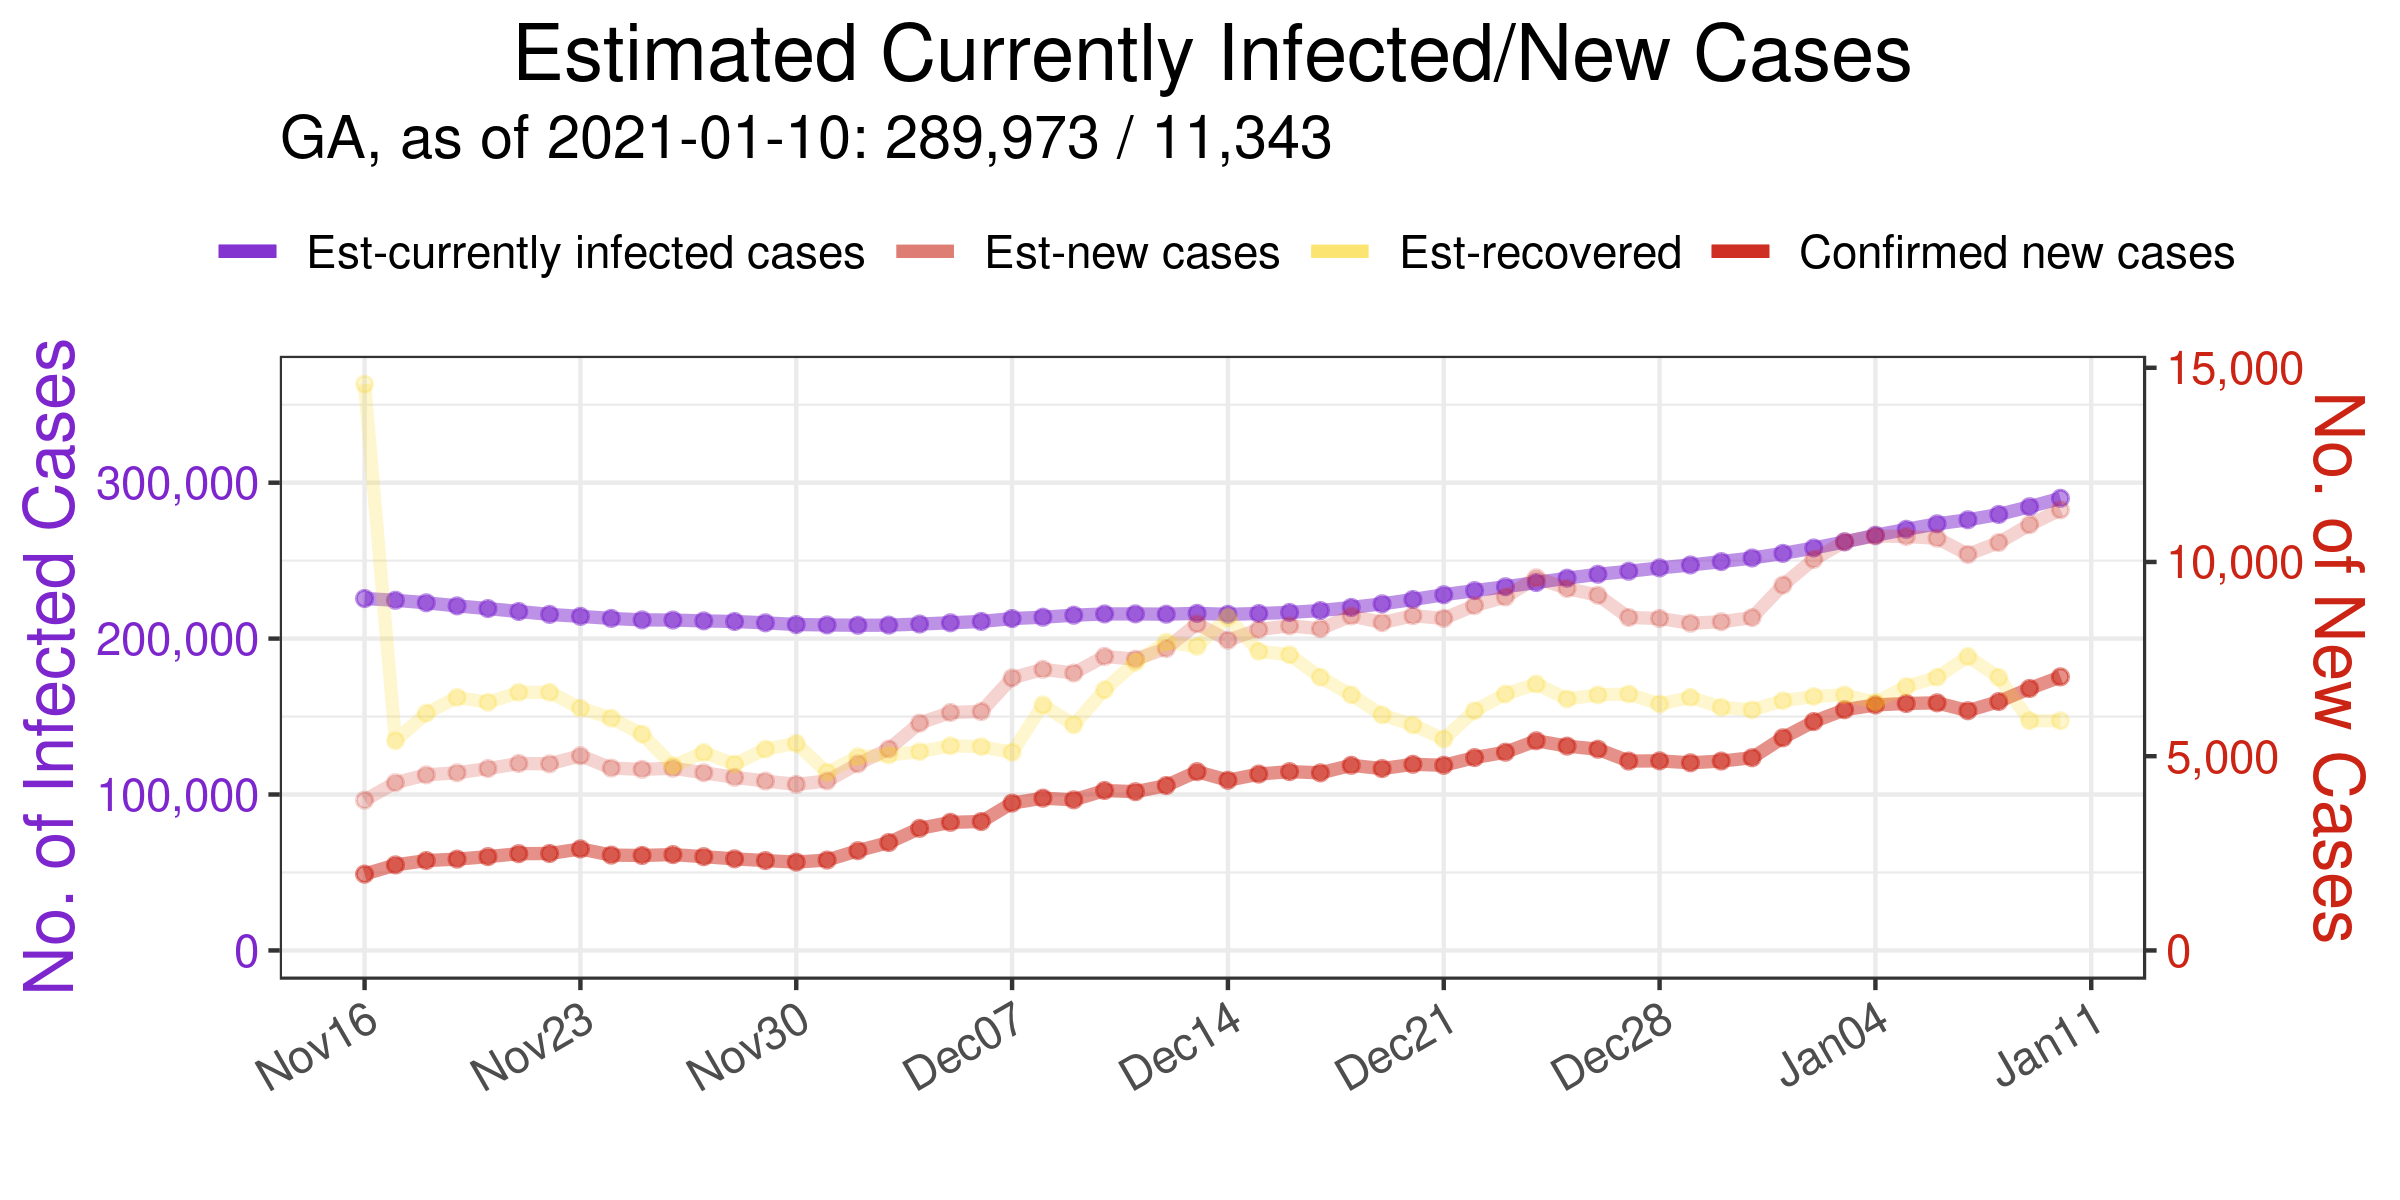 Estimated Currently Infected/New Cases
GA, as of 2021-01-10: 289,973 / 11,343
Est-currently infected cases Est-new cases Est-recovered Confirmed new cases
No. of Infected Cases
300,000
200,000
100,000
0
15,000
10,000
5,000
0
No. of New Cases
Nov16 Nov23 Nov30 Dec07 Dec14 Dec21 Dec28 Jan04 Jan11